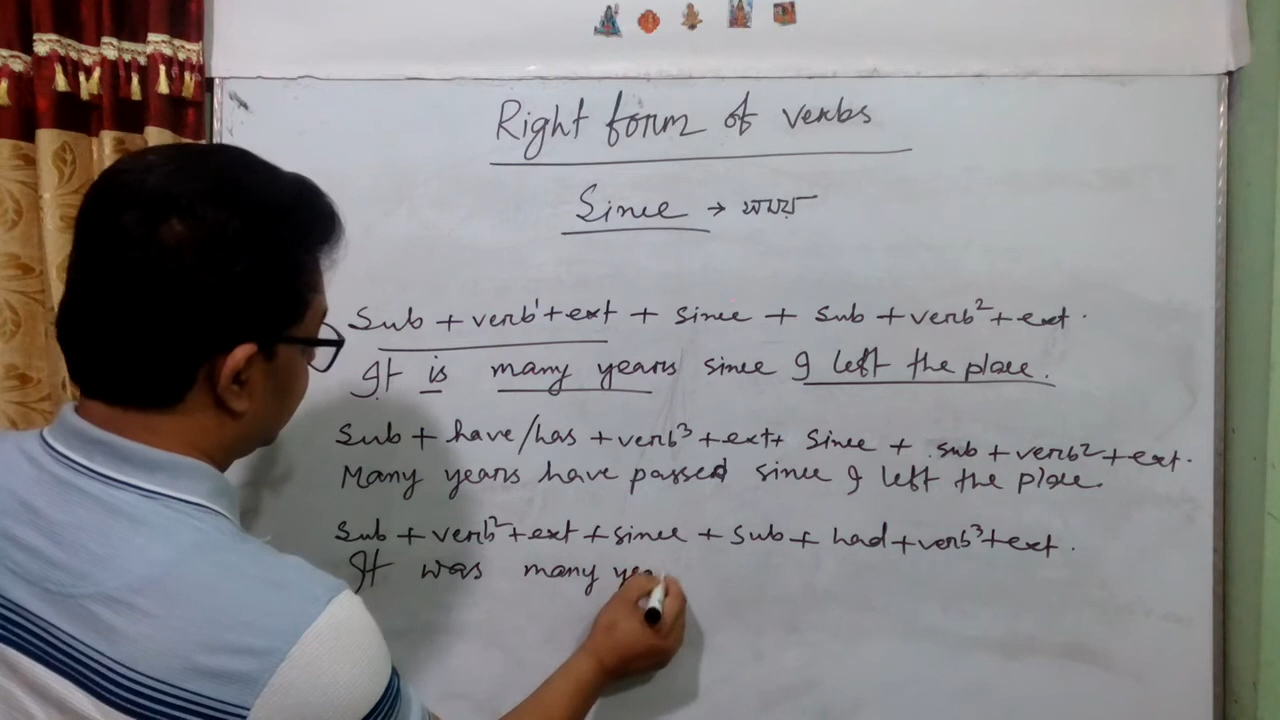 Right form of verbs
Since →
Sub + verb¹ + ext + since + sub + verb² + ext.
It is many years since I left the place.
Sub + have/has + verb³ + ext + since + sub + verb² + ext.
Many years have passed since I left the place.
Sub + verb² + ext + since + sub + had + verb³ + ext.
It was many ye